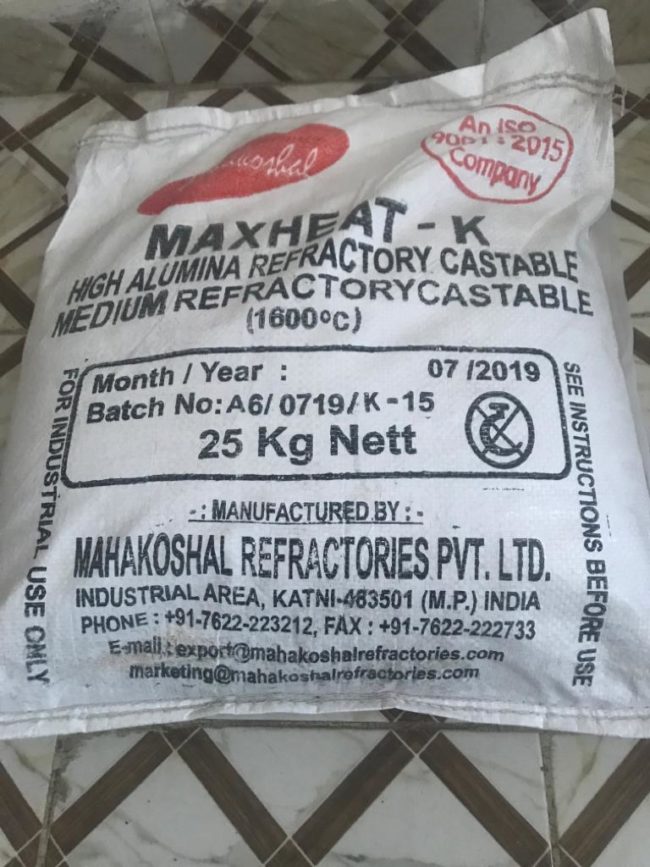 An ISO
9001:2015
Company
MAXHEAT - K
HIGH ALUMINA REFRACTORY CASTABLE
MEDIUM REFRACTORYCASTABLE
(1600ºC)
FOR INDUSTRIAL USE ONLY
Month / Year : 07 /2019
Batch No: A6/ 0719/K-15
25 Kg Nett
SEE INSTRUCTIONS BEFORE USE
-: MANUFACTURED.BY :-
MAHAKOSHAL REFRACTORIES PVT. LTD.
INDUSTRIAL AREA, KATNI-483501 (M.P.) INDIA
PHONE : +91-7622-223212, FAX : +91-7622-222733
E-mail : export@mahakoshalrefractories.com
marketing@mahakoshalrefractories.com